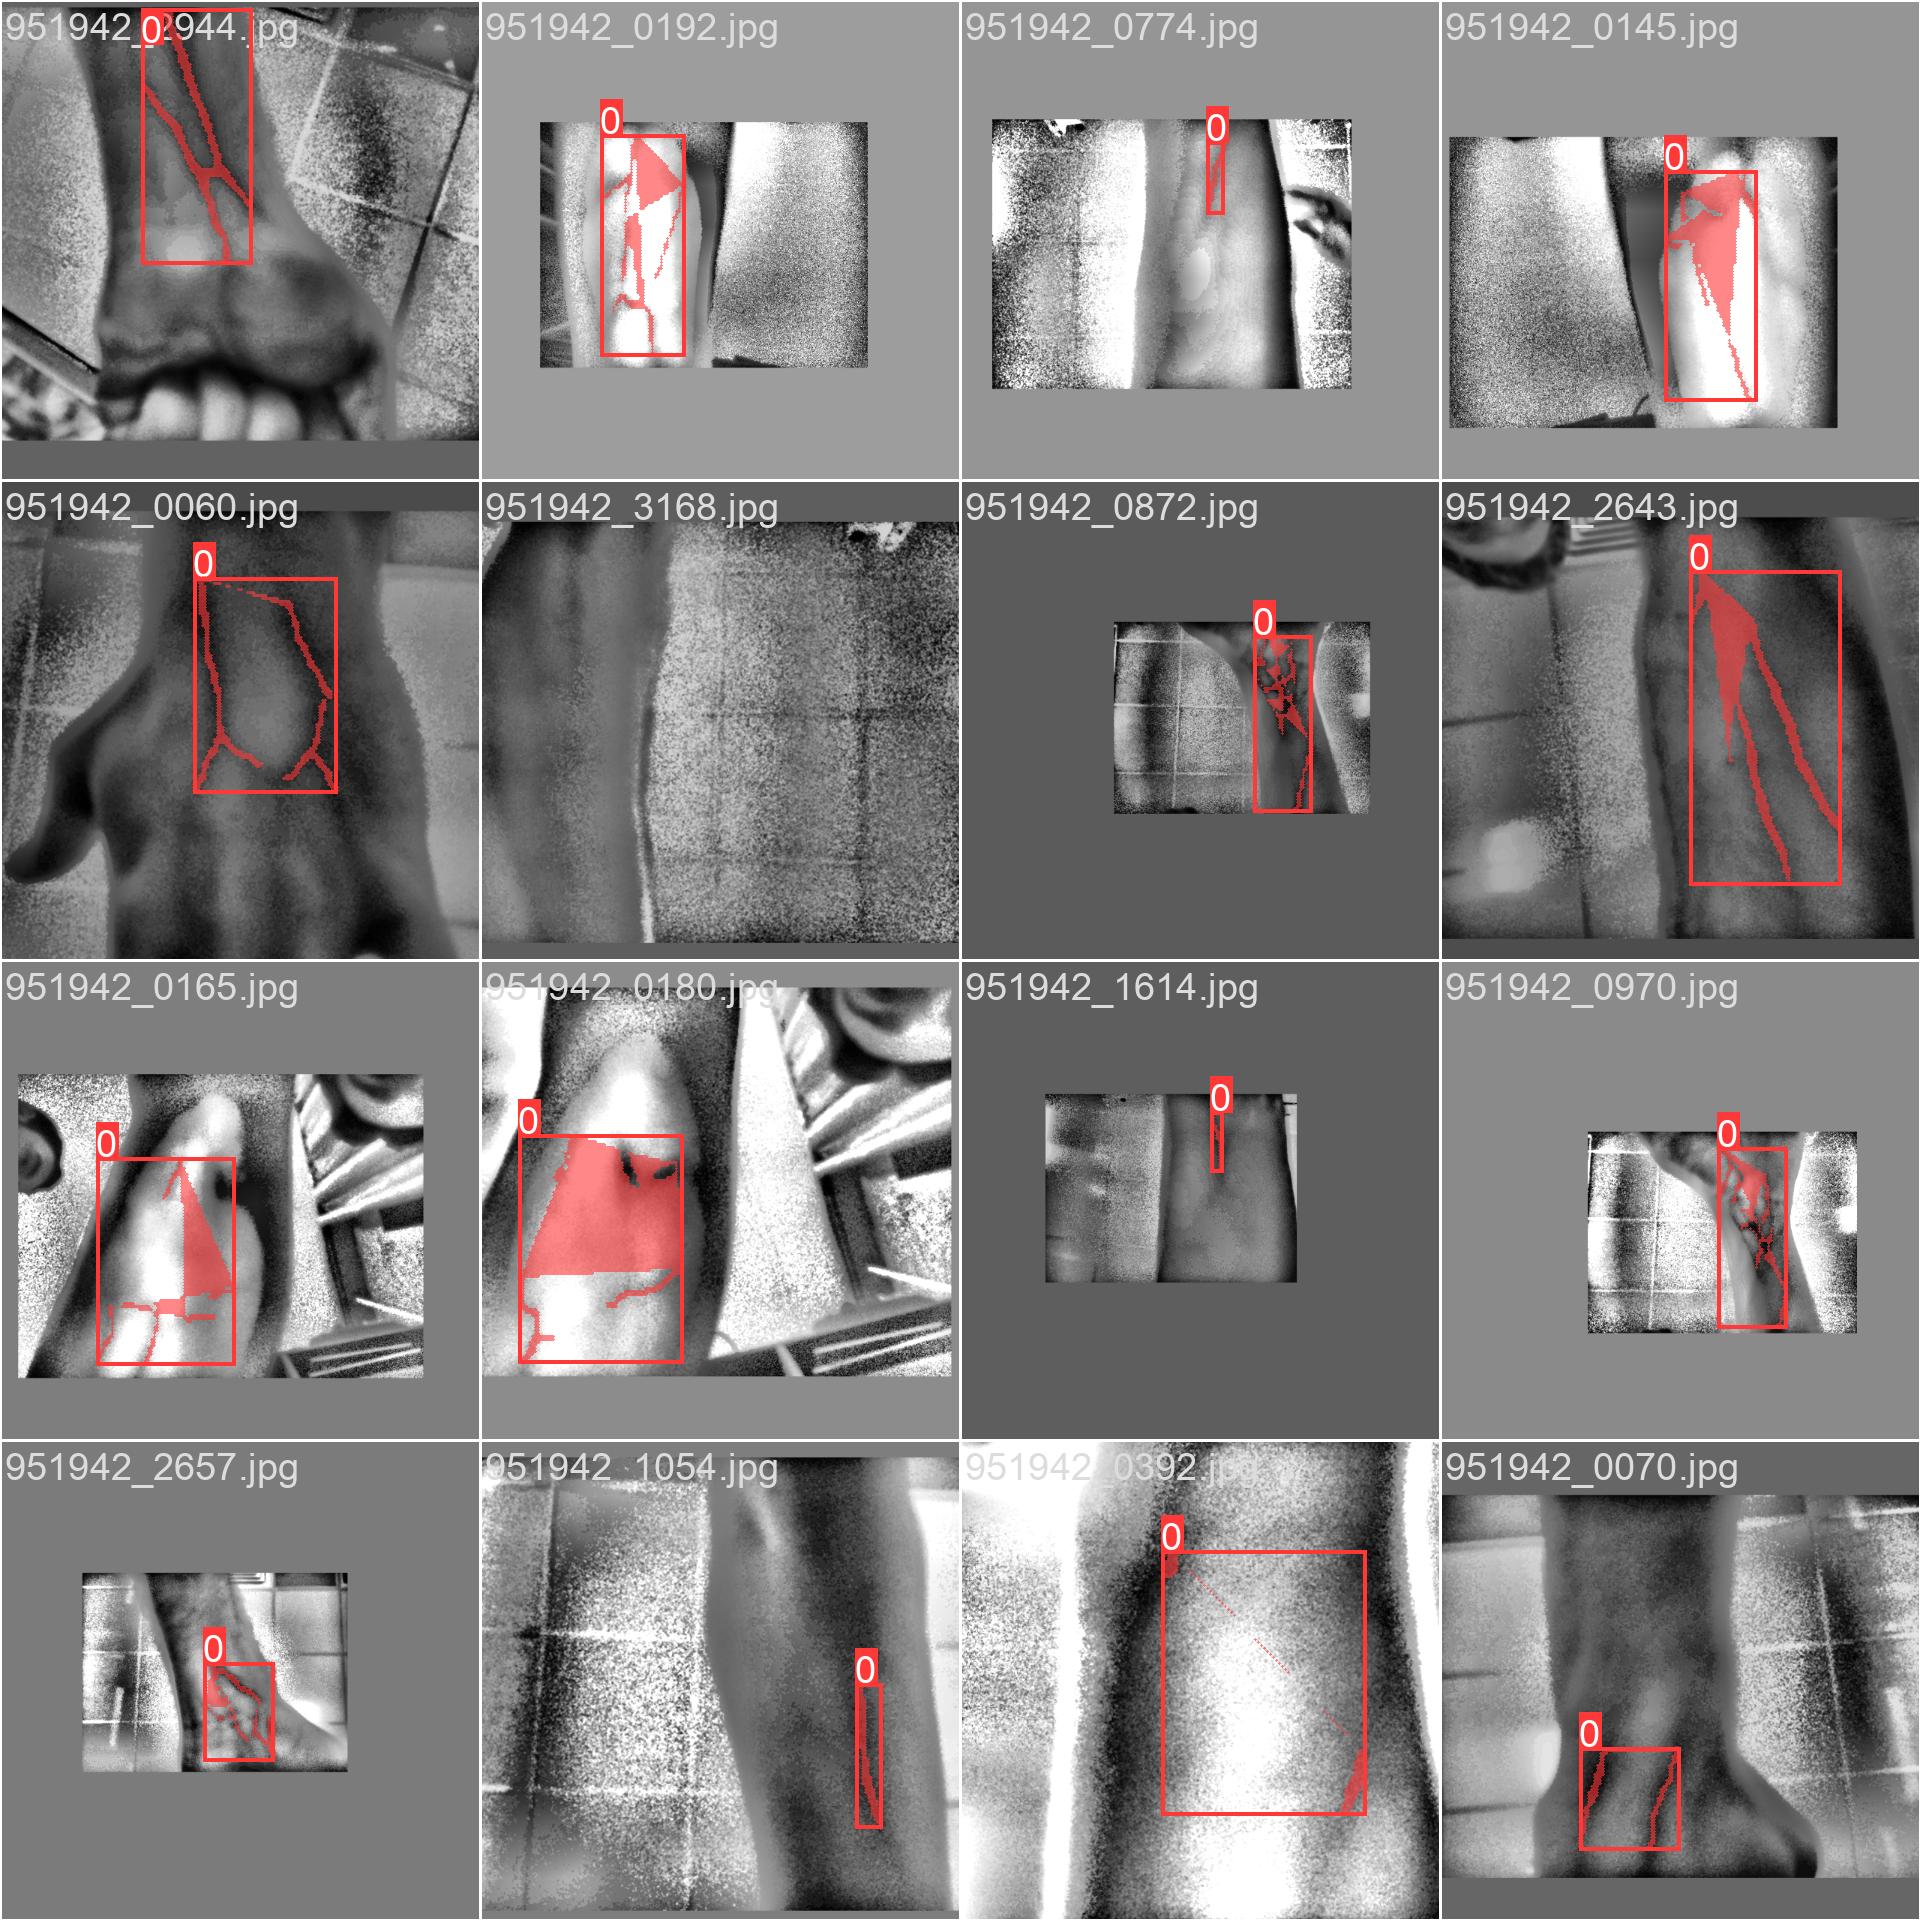 951942_2944.jpg
951942_0192.jpg
951942_0774.jpg
951942_0145.jpg
0
0
0
0
951942_0060.jpg
951942_3168.jpg
951942_0872.jpg
951942_2643.jpg
0
0
0
951942_0165.jpg
951942_0180.jpg
951942_1614.jpg
951942_0970.jpg
0
0
0
0
951942_2657.jpg
951942_1054.jpg
951942_0392.jpg
951942_0070.jpg
0
0
0
0